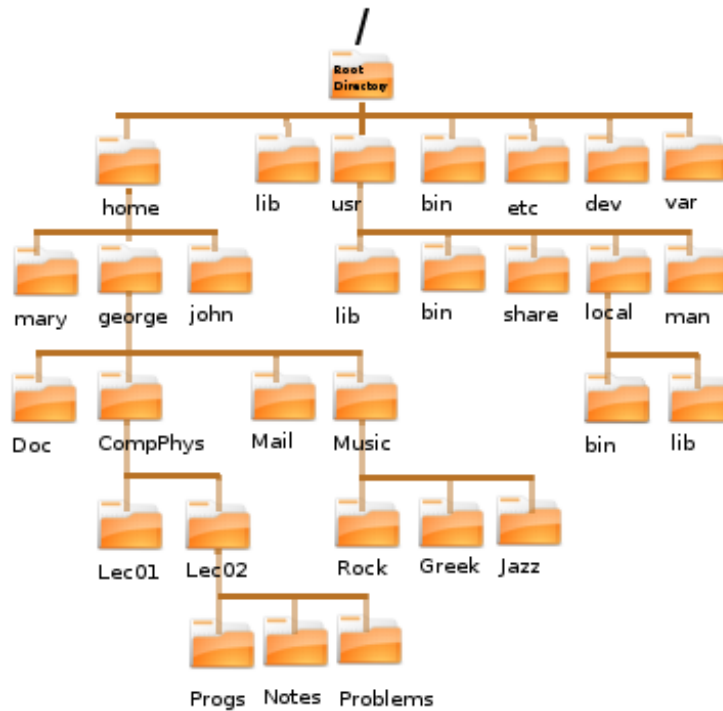 /
Root
Directory
home lib usr bin etc dev var
mary george john lib bin share local man
Doc CompPhys Mail Music bin lib
Lec01 Lec02 Rock Greek Jazz
Progs Notes Problems